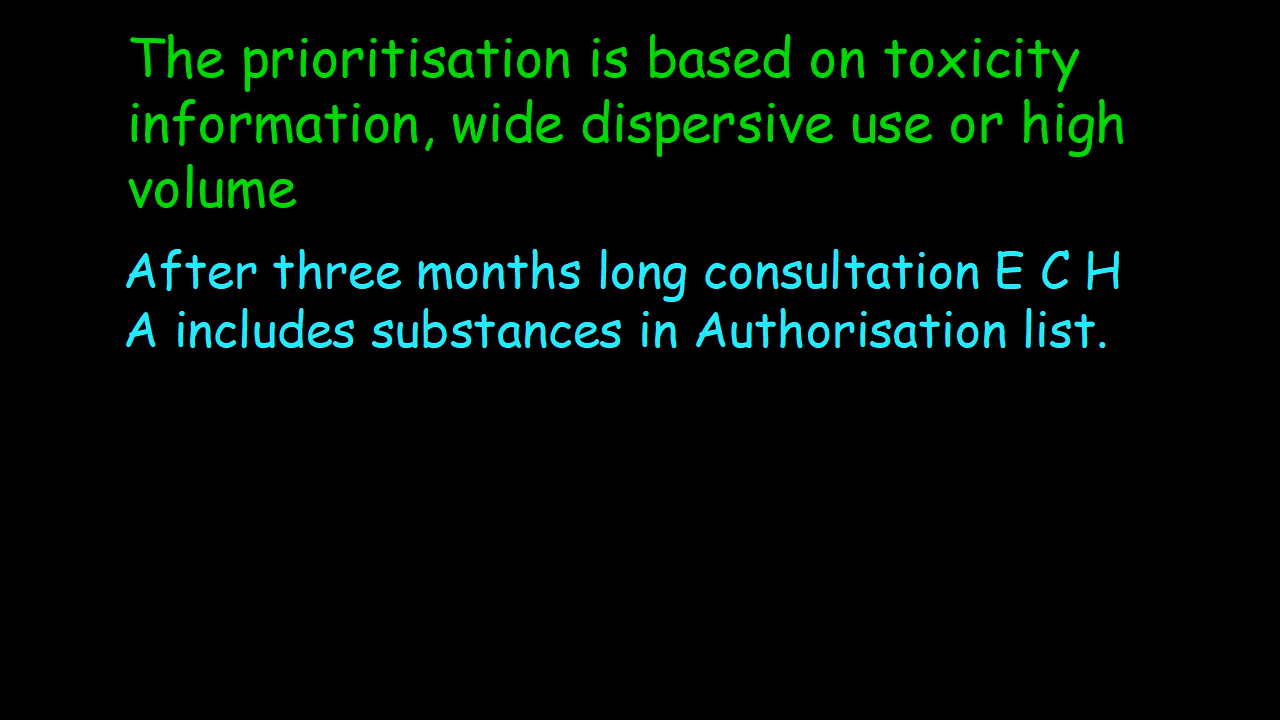 The prioritisation is based on toxicity
information, wide dispersive use or high
volume
After three months long consultation E C H
A includes substances in Authorisation list.